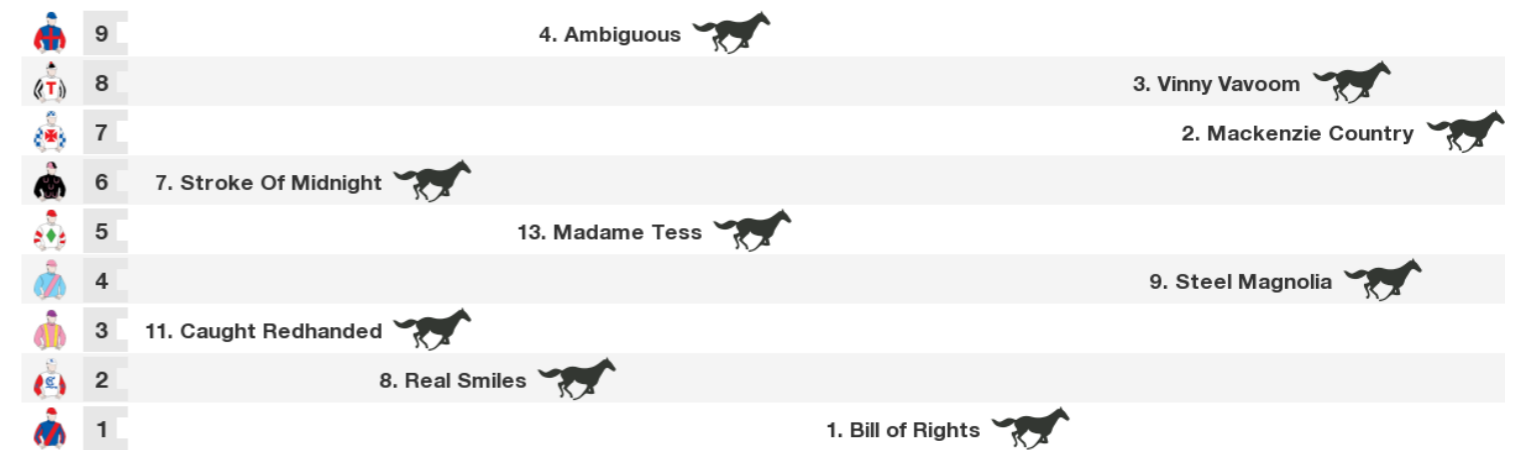 9 4. Ambiguous
T 8 3. Vinny Vavoom
7 2. Mackenzie Country
6 7. Stroke Of Midnight
5 13. Madame Tess
4 9. Steel Magnolia
3 11. Caught Redhanded
2 8. Real Smiles
1 1. Bill of Rights